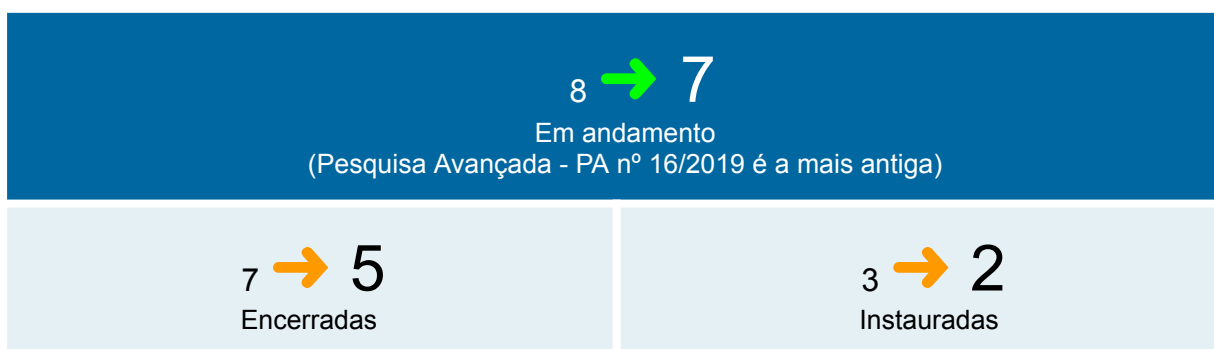 8 7
Em andamento
(Pesquisa Avançada - PA nº 16/2019 é a mais antiga)
7 5
Encerradas
3 2
Instauradas